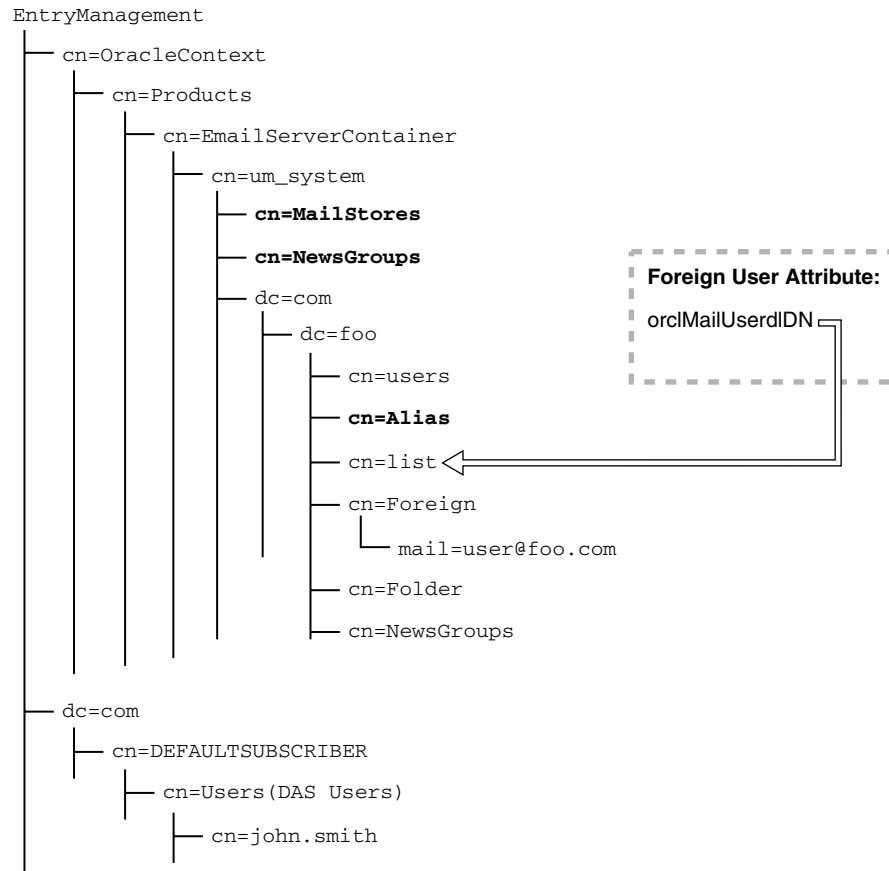 EntryManagement
cn=OracleContext
cn=Products
cn=EmailServerContainer
cn=um_system
cn=MailStores
cn=NewsGroups
dc=com
dc=foo
cn=users
cn=Alias
cn=list
cn=Foreign
mail=user@foo.com
cn=Folder
cn=NewsGroups
Foreign User Attribute:
orclMailUserdlDN
dc=com
cn=DEFAULTSUBSCRIBER
cn=Users(DAS Users)
cn=john.smith